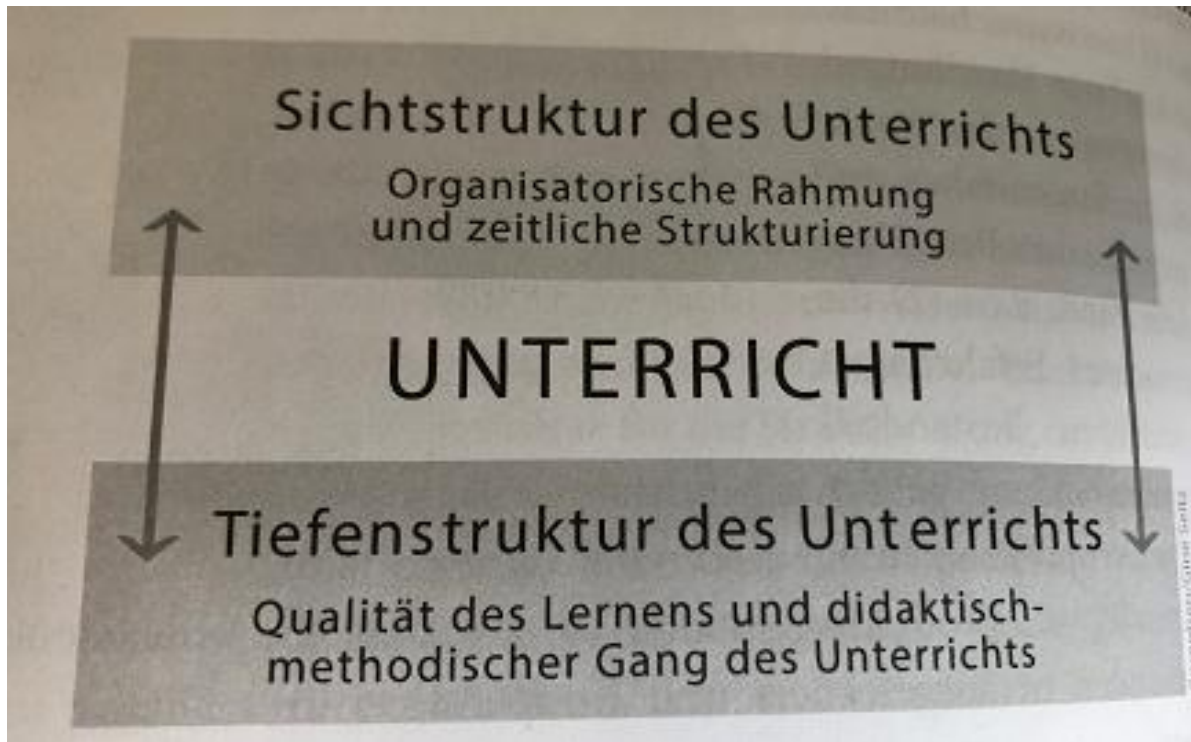 Sichtstruktur des Unterrichts
Organisatorische Rahmung
und zeitliche Strukturierung
UNTERRICHT
Tiefenstruktur des Unterrichts
Qualität des Lernens und didaktisch-
methodischer Gang des Unterrichts